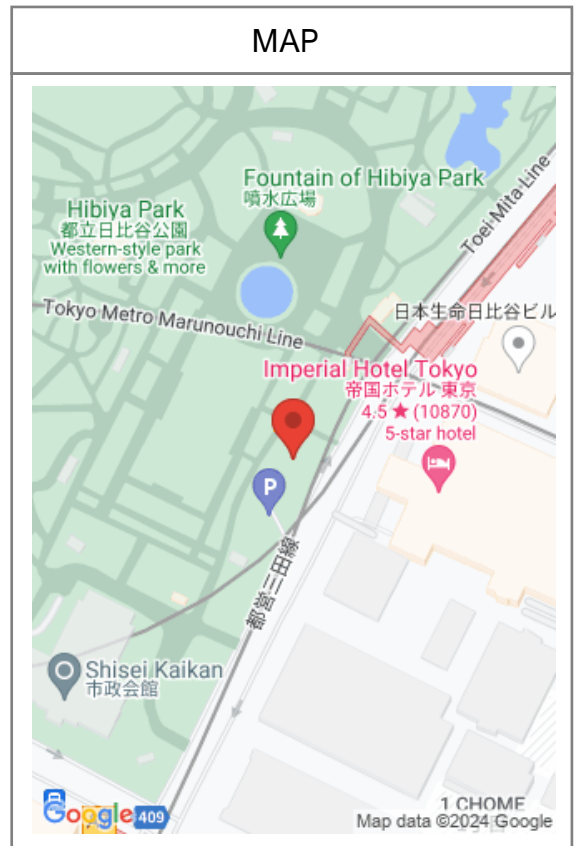 MAP
Fountain of Hibiya Park
噴水広場
Hibiya Park
都立日比谷公園
Western-style park
with flowers & more
Toei Mita Line
Tokyo Metro Marunouchi Line
日本生命日比谷ビル
Imperial Hotel Tokyo
帝国ホテル 東京
4.5 ★ (10870)
5-star hotel
P
都営三田線
Shisei Kaikan
市政会館
1 CHOME
Google
409
Map data ©2024 Google